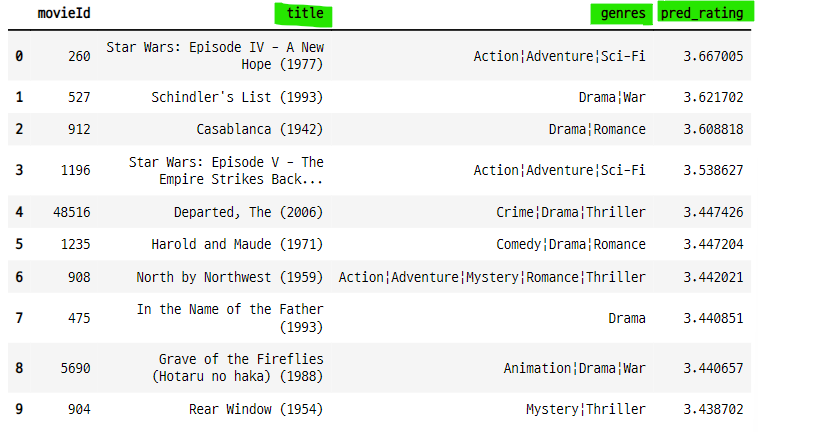 movieId title genres pred_rating
0 260 Star Wars: Episode IV - A New
Hope (1977) Action¦Adventure¦Sci-Fi 3.667005
1 527 Schindler's List (1993) Drama¦War 3.621702
2 912 Casablanca (1942) Drama¦Romance 3.608818
3 1196 Star Wars: Episode V - The
Empire Strikes Back... Action¦Adventure¦Sci-Fi 3.538627
4 48516 Departed, The (2006) Crime¦Drama¦Thriller 3.447426
5 1235 Harold and Maude (1971) Comedy¦Drama¦Romance 3.447204
6 908 North by Northwest (1959) Action¦Adventure¦Mystery¦Romance¦Thriller 3.442021
7 475 In the Name of the Father
(1993) Drama 3.440851
8 5690 Grave of the Fireflies
(Hotaru no haka) (1988) Animation¦Drama¦War 3.440657
9 904 Rear Window (1954) Mystery¦Thriller 3.438702